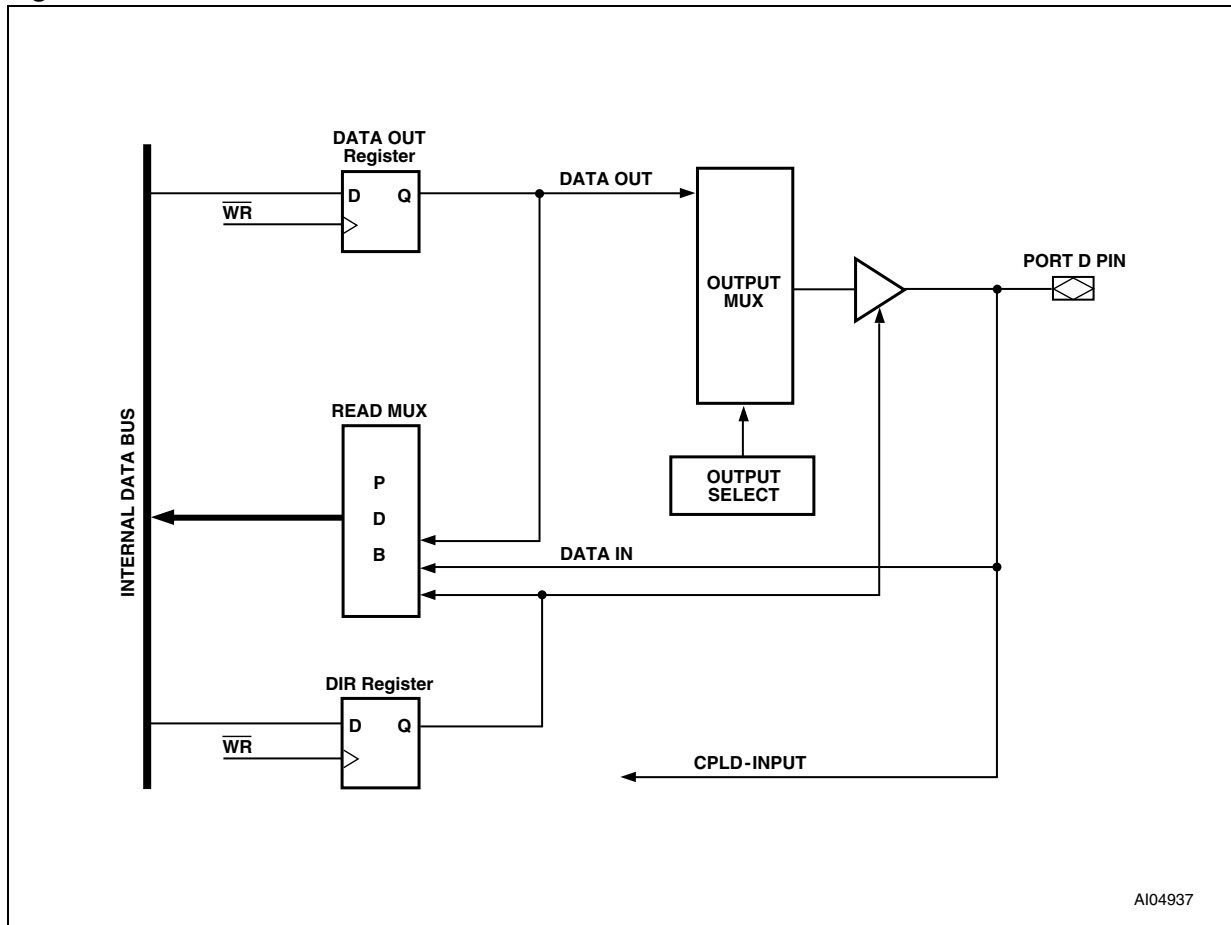 DATA OUT
Register
D Q
WR
DATA OUT
OUTPUT
MUX
PORT D PIN
INTERNAL DATA BUS
READ MUX
P
D
B
OUTPUT
SELECT
DATA IN
DIR Register
D Q
WR
CPLD-INPUT
AI04937